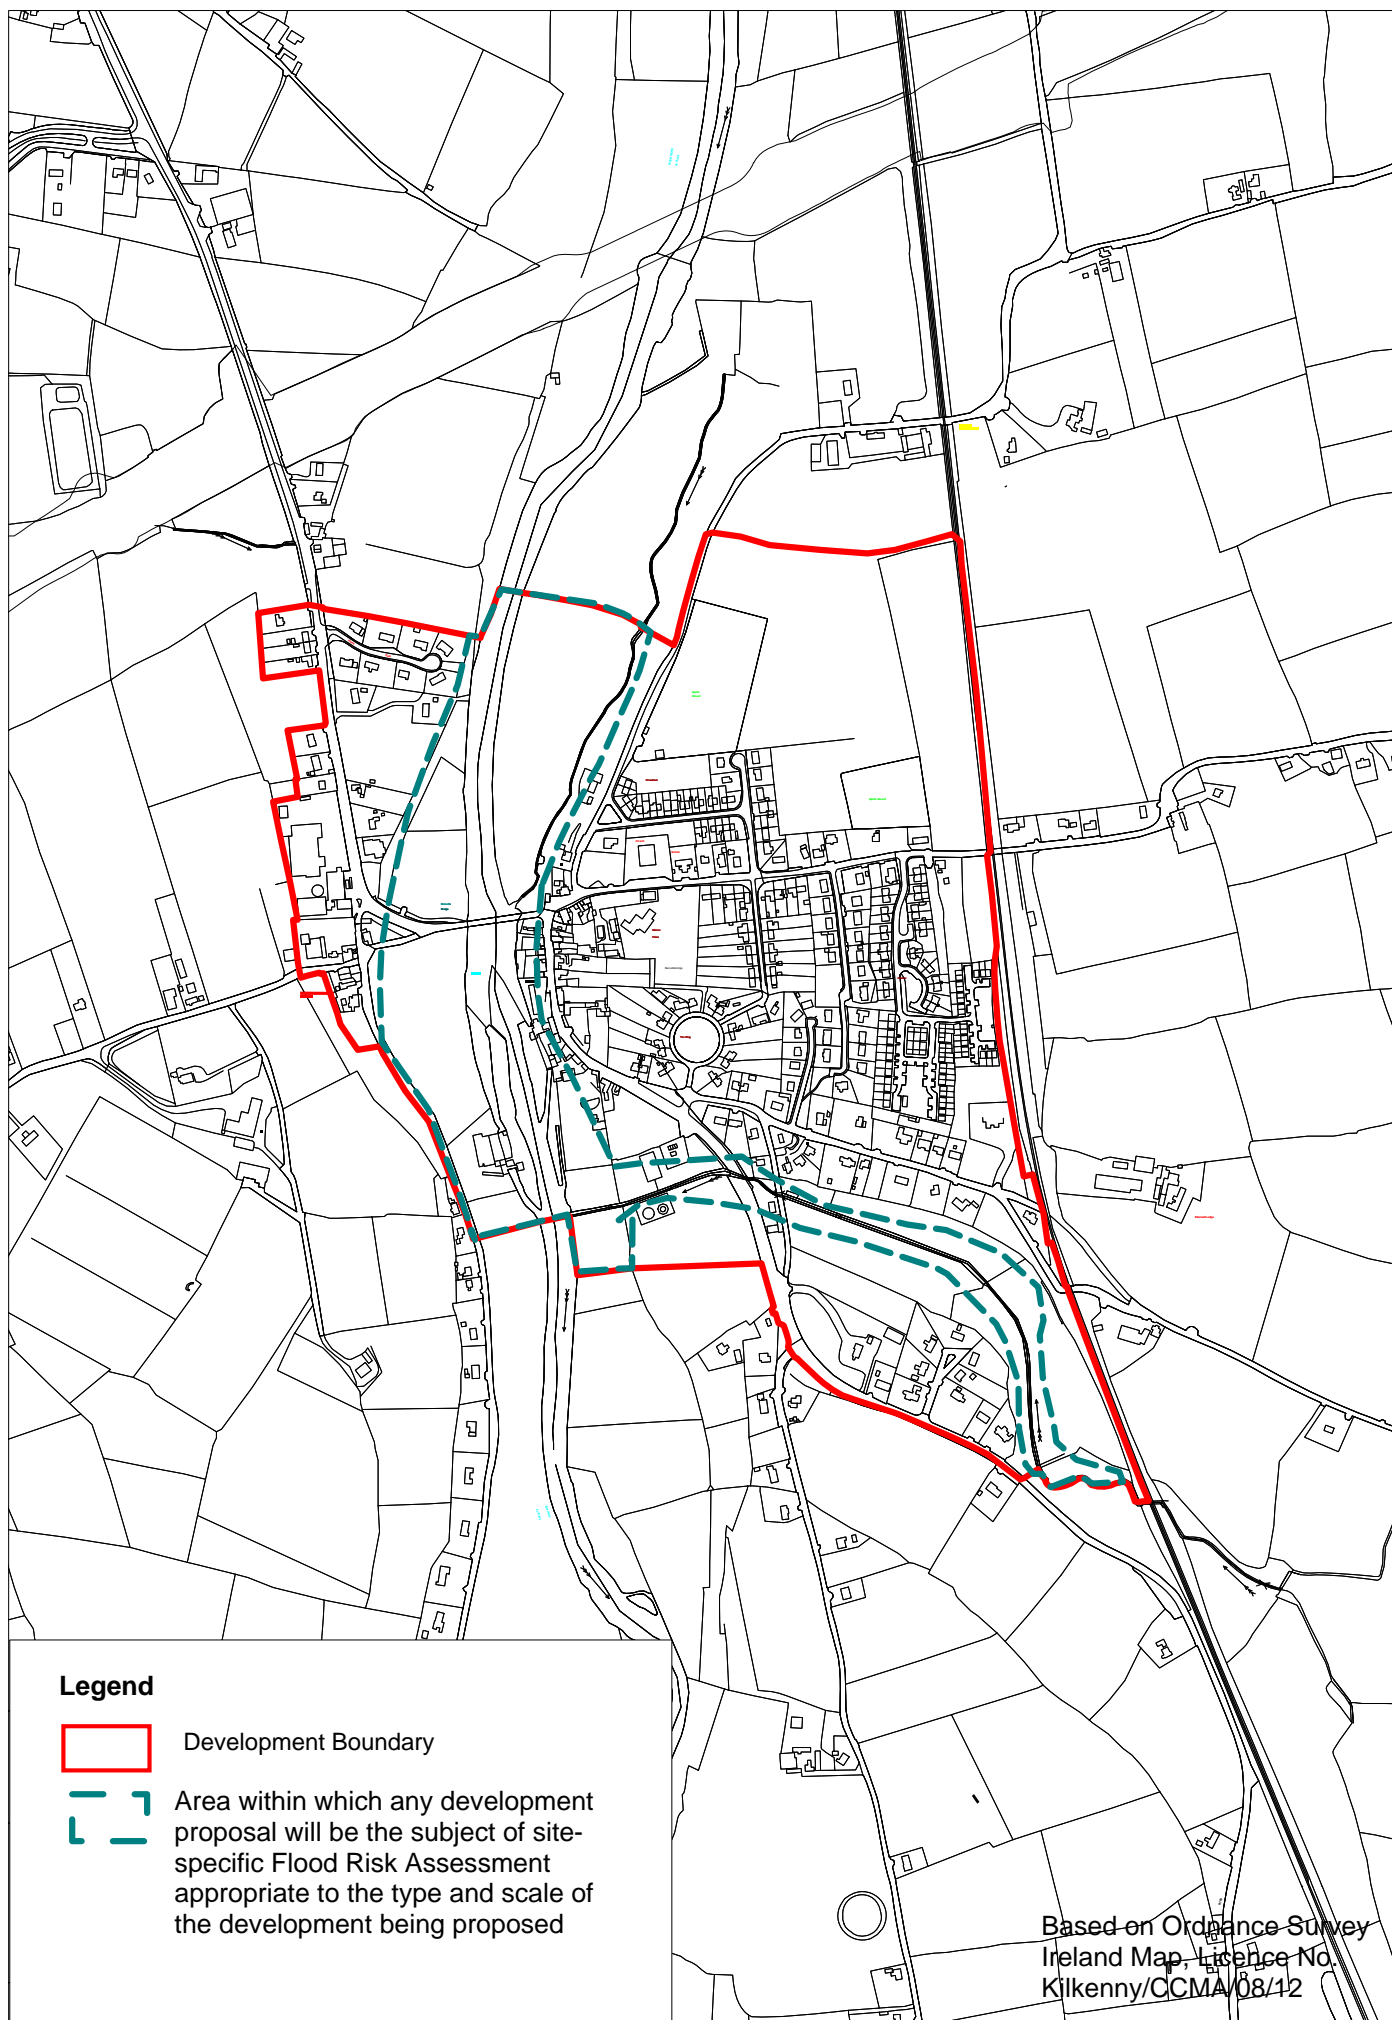 Legend
Development Boundary
Area within which any development
proposal will be the subject of site-
specific Flood Risk Assessment
appropriate to the type and scale of
the development being proposed
Based on Ordnance Survey
Ireland Map, Licence No.
Kilkenny/CCMA/08/12